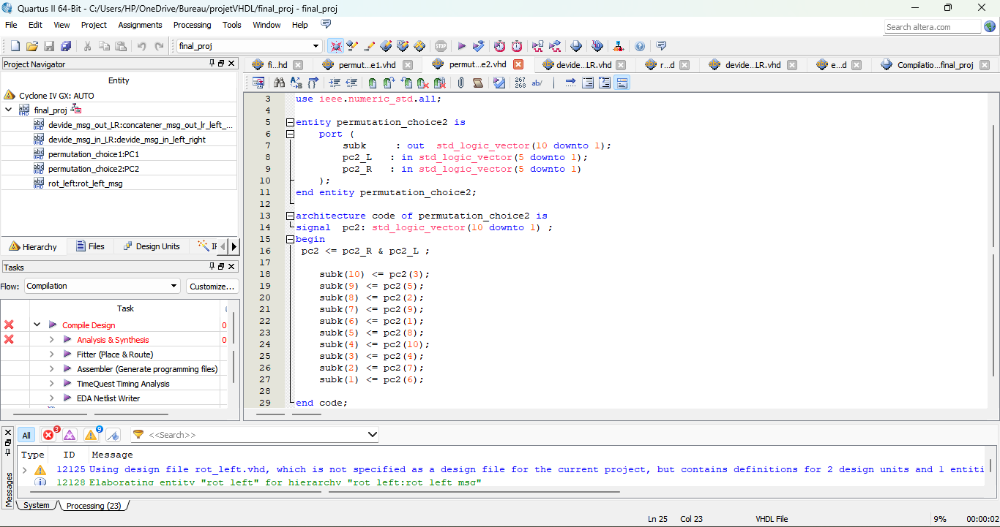 Quartus II 64-Bit - C:/Users/HP/OneDrive/Bureau/projetVHDL/final_proj - final_proj
File Edit View Project Assignments Processing Tools Window Help
Search altera.com
final_proj
Project Navigator
fi...hd permut...e1.vhd permut...e2.vhd devide...LR.vhd r...d devide...LR.vhd e...d Compilatio...final_proj
Entity
Cyclone IV GX: AUTO
final_proj
devide_msg_out_LR:concatener_msg_out_lr_left_...
devide_msg_in_LR:devide_msg_in_left_right
permutation_choice1:PC1
permutation_choice2:PC2
rot_left:rot_left_msg
Hierarchy Files Design Units IF
Tasks
Flow: Compilation Customize...
Task
Compile Design 0
Analysis & Synthesis 0
Fitter (Place & Route)
Assembler (Generate programming files)
TimeQuest Timing Analysis
EDA Netlist Writer
267
268 ab/
3 use ieee.numeric_std.all;
4
5 entity permutation_choice2 is
6 port (
7 subk : out std_logic_vector(10 downto 1);
8 pc2_L : in std_logic_vector(5 downto 1);
9 pc2_R : in std_logic_vector(5 downto 1)
10 );
11 end entity permutation_choice2;
12
13 architecture code of permutation_choice2 is
14 signal pc2: std_logic_vector(10 downto 1) ;
15 begin
16 pc2 <= pc2_R & pc2_L ;
17
18 subk(10) <= pc2(3);
19 subk(9) <= pc2(5);
20 subk(8) <= pc2(2);
21 subk(7) <= pc2(9);
22 subk(6) <= pc2(1);
23 subk(5) <= pc2(8);
24 subk(4) <= pc2(10);
25 subk(3) <= pc2(4);
26 subk(2) <= pc2(7);
27 subk(1) <= pc2(6);
28
29 end code;
All 3 9 <<Search>>
Type ID Message
12125 Using design file rot_left.vhd, which is not specified as a design file for the current project, but contains definitions for 2 design units and 1 entiti
12128 Elaborating entity "rot_left" for hierarchy "rot_left:rot_left_msg"
Messages
System Processing (23)
Ln 25 Col 23 VHDL File 9% 00:00:02